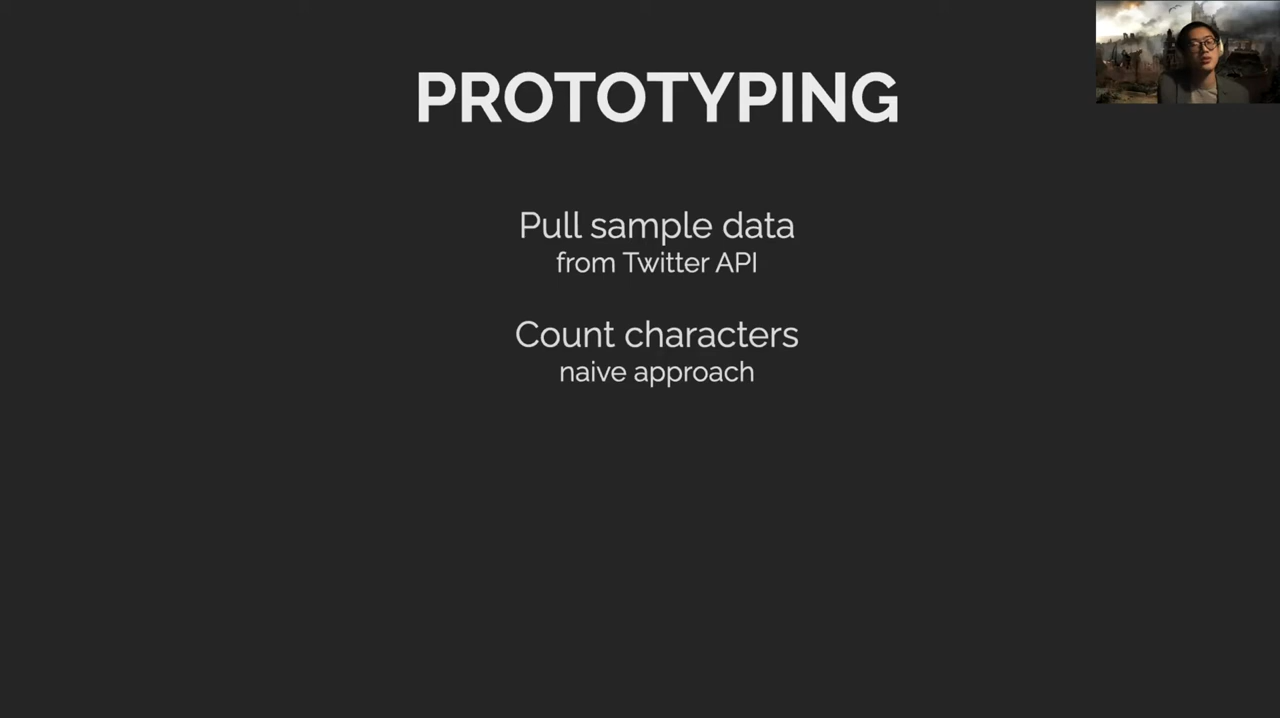 PROTOTYPING
Pull sample data
from Twitter API
Count characters
naive approach